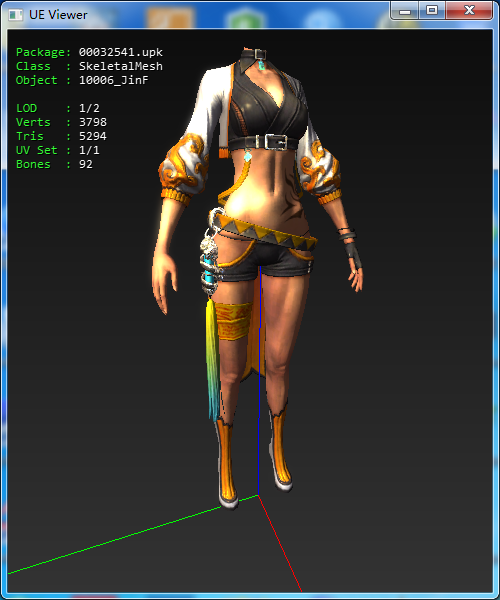 UE Viewer
Package: 00032541.upk
Class : SkeletalMesh
Object : 10006_JinF
LOD : 1/2
Verts : 3798
Tris : 5294
UV Set : 1/1
Bones : 92